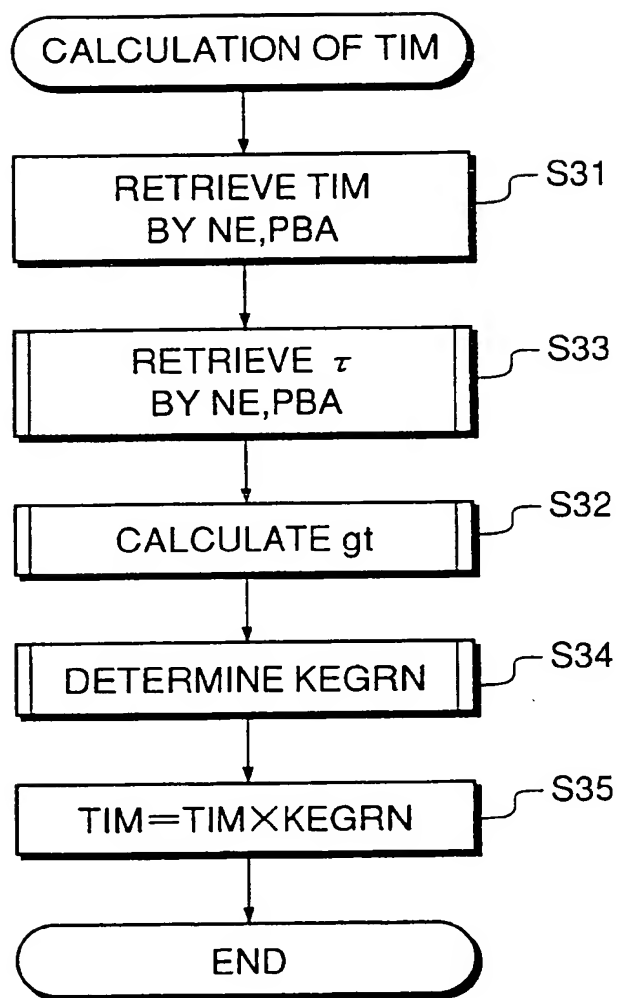 CALCULATION OF TIM
RETRIEVE TIM
BY NE,PBA
S31
RETRIEVE τ
BY NE,PBA
S33
CALCULATE gt
S32
DETERMINE KEGRN
S34
TIM=TIM×KEGRN
S35
END